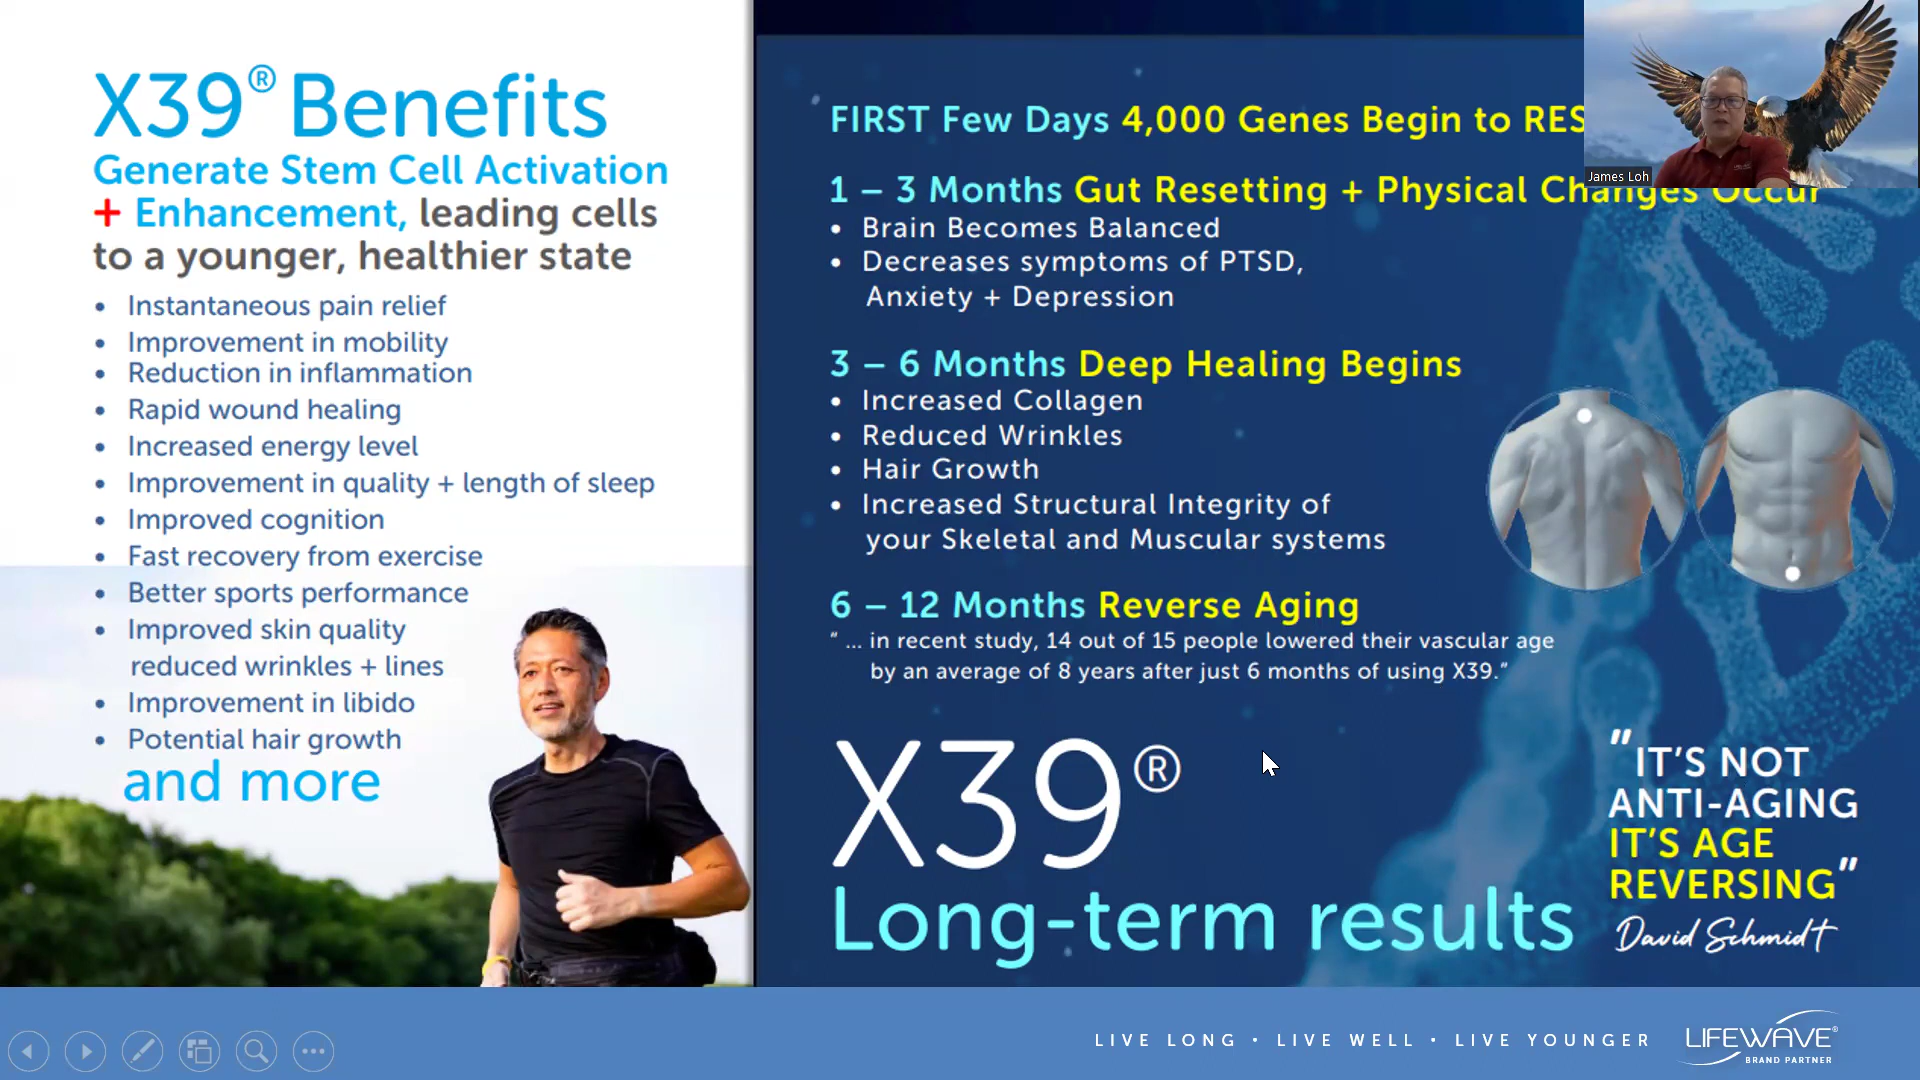 X39® Benefits
Generate Stem Cell Activation
+ Enhancement, leading cells
to a younger, healthier state
• Instantaneous pain relief
• Improvement in mobility
• Reduction in inflammation
• Rapid wound healing
• Increased energy level
• Improvement in quality + length of sleep
• Improved cognition
• Fast recovery from exercise
• Better sports performance
• Improved skin quality
reduced wrinkles + lines
• Improvement in libido
• Potential hair growth
and more
FIRST Few Days 4,000 Genes Begin to RES
1 – 3 Months Gut Resetting + Physical Changes Occur
• Brain Becomes Balanced
• Decreases symptoms of PTSD,
Anxiety + Depression
3 – 6 Months Deep Healing Begins
• Increased Collagen
• Reduced Wrinkles
• Hair Growth
• Increased Structural Integrity of
your Skeletal and Muscular systems
6 – 12 Months Reverse Aging
“ ... in recent study, 14 out of 15 people lowered their vascular age
by an average of 8 years after just 6 months of using X39.”
X39®
Long-term results
"IT’S NOT
ANTI-AGING
IT’S AGE
REVERSING"
David Schmidt
James Loh
LIVE LONG • LIVE WELL • LIVE YOUNGER
LIFEWAVE®
BRAND PARTNER